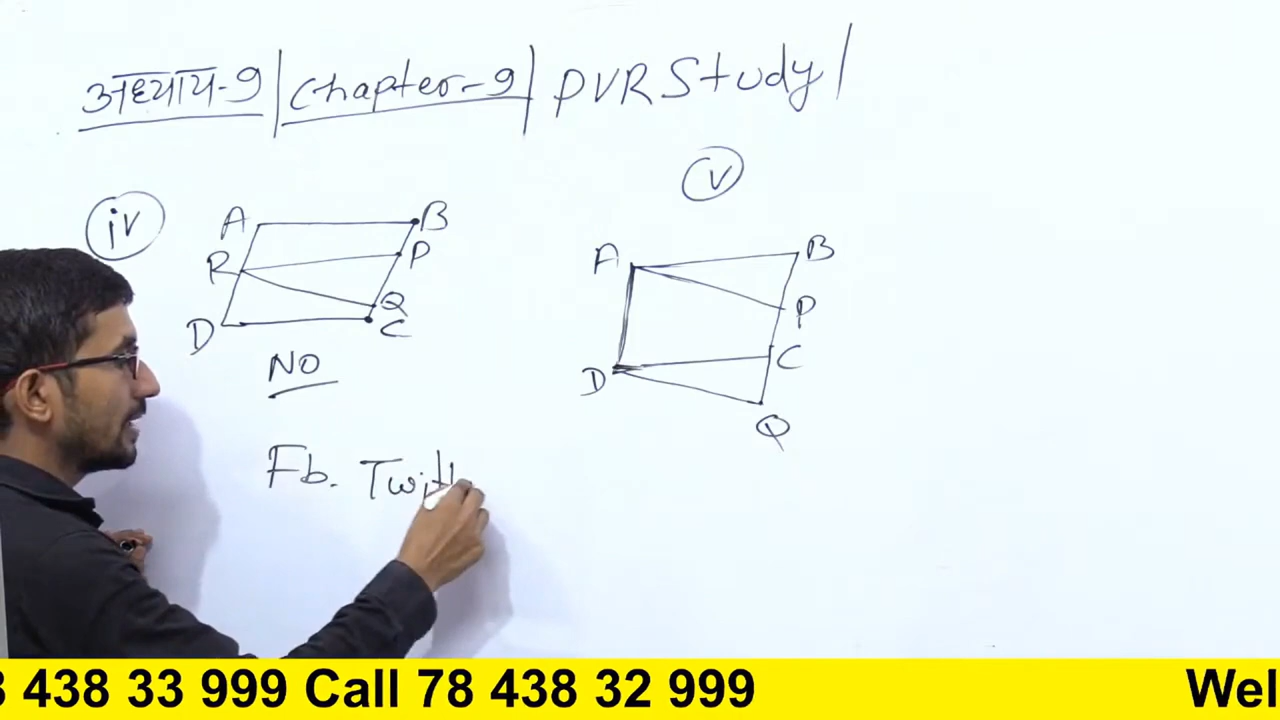 अध्याय-9 | Chapter-9 | PVR Study |
iv
A B
R P
Q
D C
NO
v
A B
P
D C
Q
Fb. Twitt
438 33 999 Call 78 438 32 999 Wel